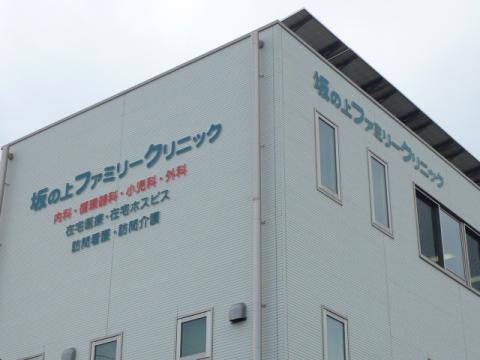 坂の上ファミリークリニック
内科・循環器科・小児科・外科
在宅医療・在宅ホスピス
訪問看護・訪問介護
坂の上ファミリークリニック